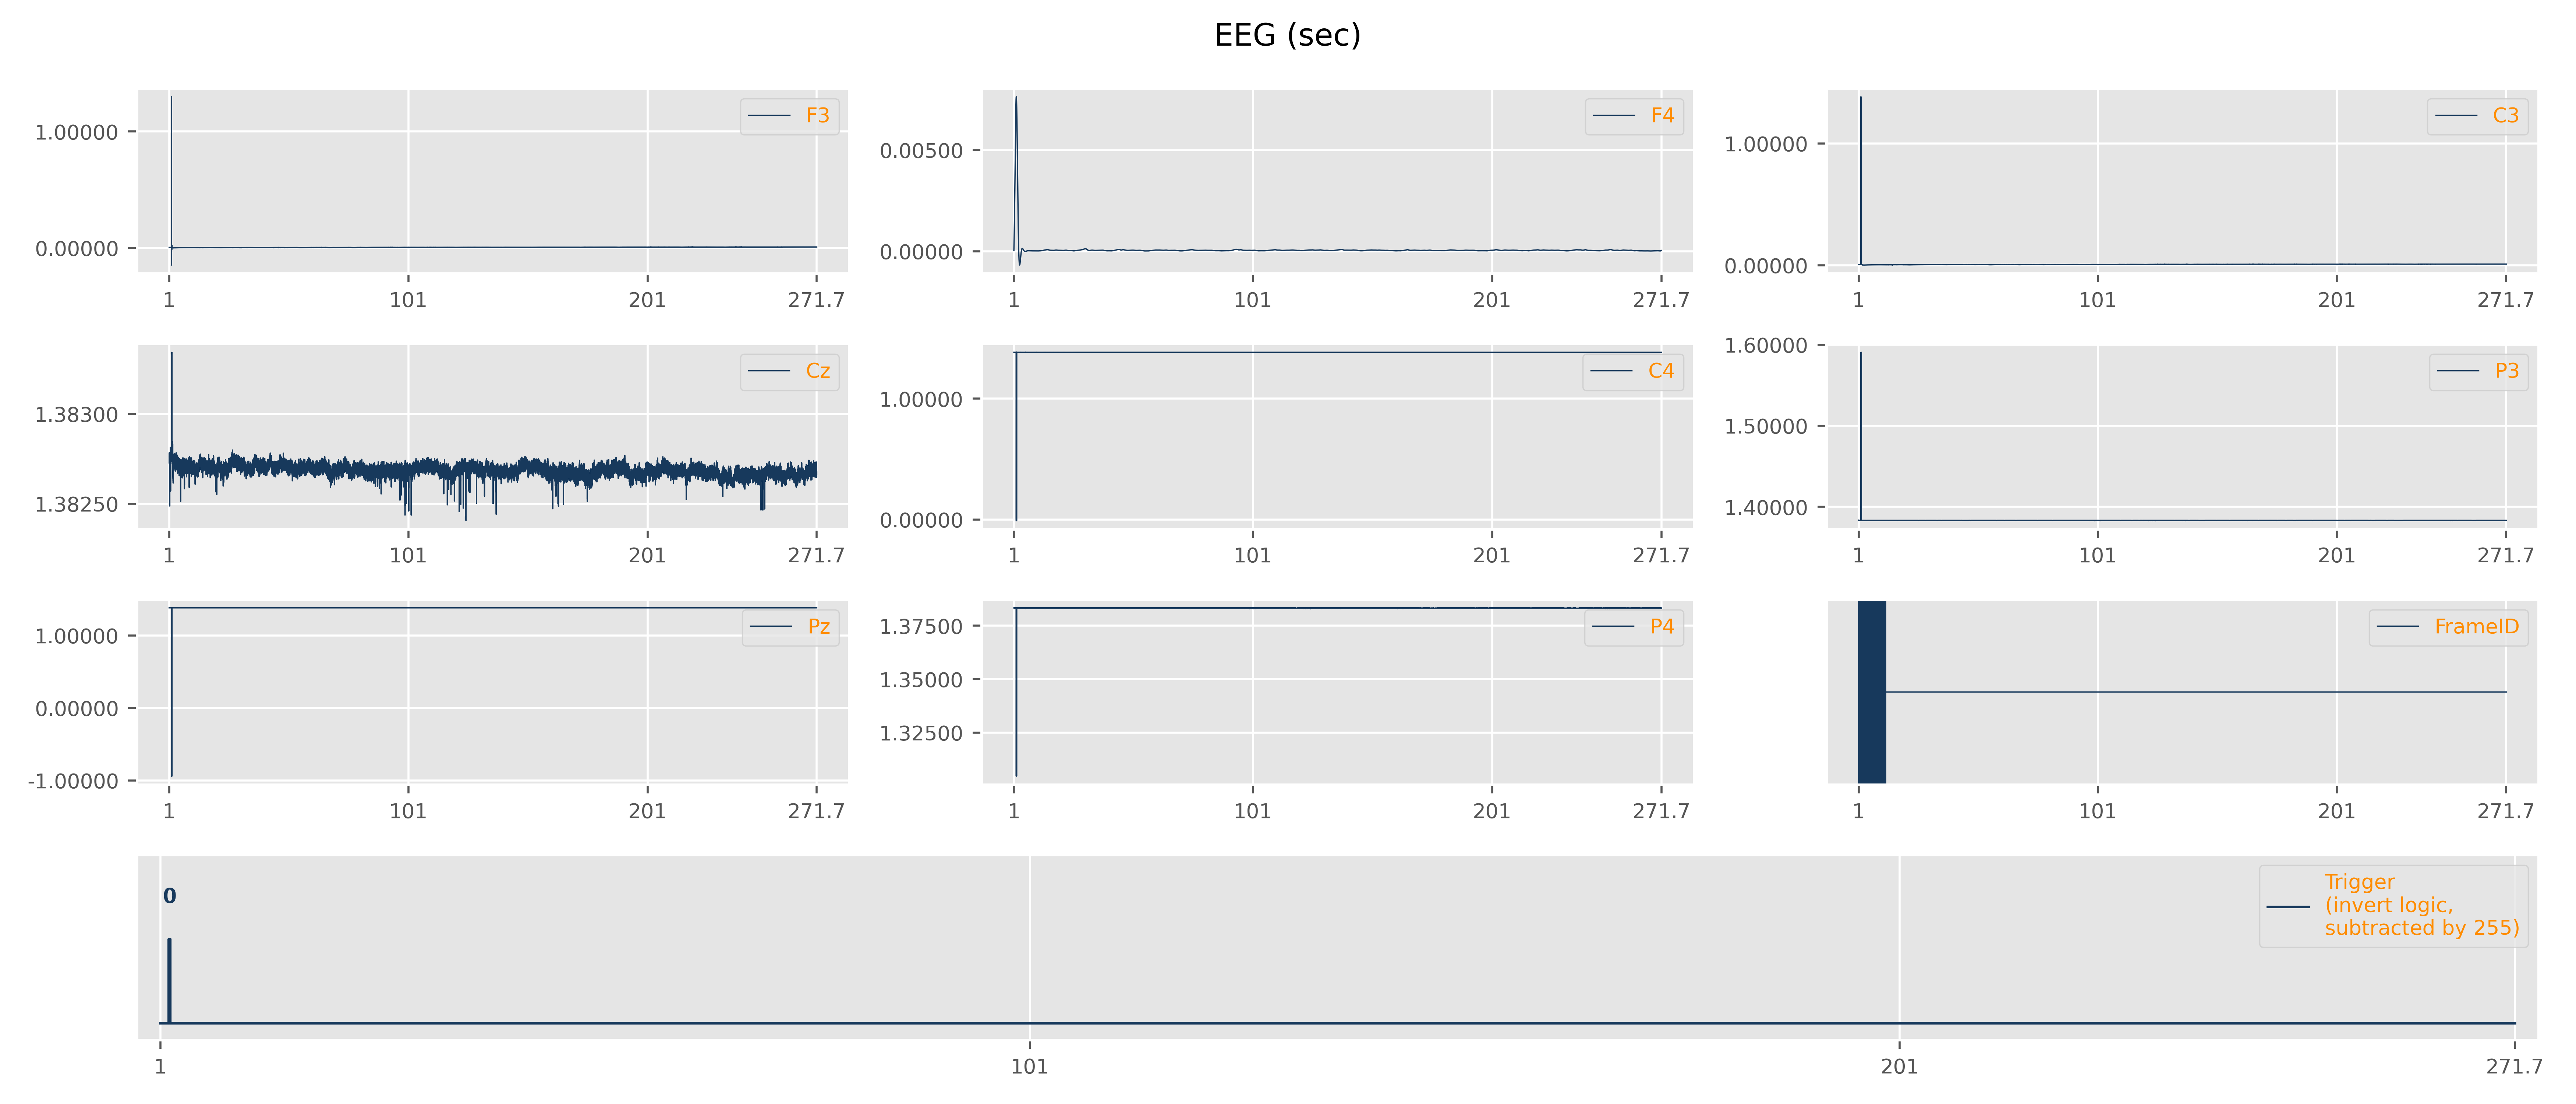 EEG (sec)
F3
1.00000
0.00000
1 101 201 271.7
F4
0.00500
0.00000
1 101 201 271.7
C3
1.00000
0.00000
1 101 201 271.7
Cz
1.38300
1.38250
1 101 201 271.7
C4
1.00000
0.00000
1 101 201 271.7
P3
1.60000
1.50000
1.40000
1 101 201 271.7
Pz
1.00000
0.00000
-1.00000
1 101 201 271.7
P4
1.37500
1.35000
1.32500
1 101 201 271.7
FrameID
1 101 201 271.7
0
Trigger
(invert logic,
subtracted by 255)
1 101 201 271.7